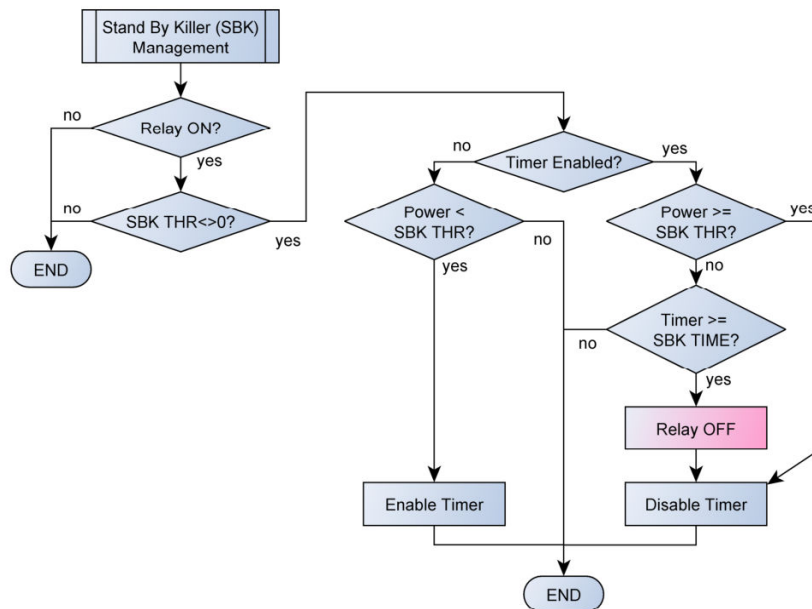 Stand By Killer (SBK)
Management
no
Relay ON?
yes
no
SBK THR<>0?
yes
END
no
Timer Enabled?
yes
Power <
SBK THR?
no
yes
Power >=
SBK THR?
yes
no
Timer >=
SBK TIME?
no
yes
Relay OFF
Enable Timer
Disable Timer
END